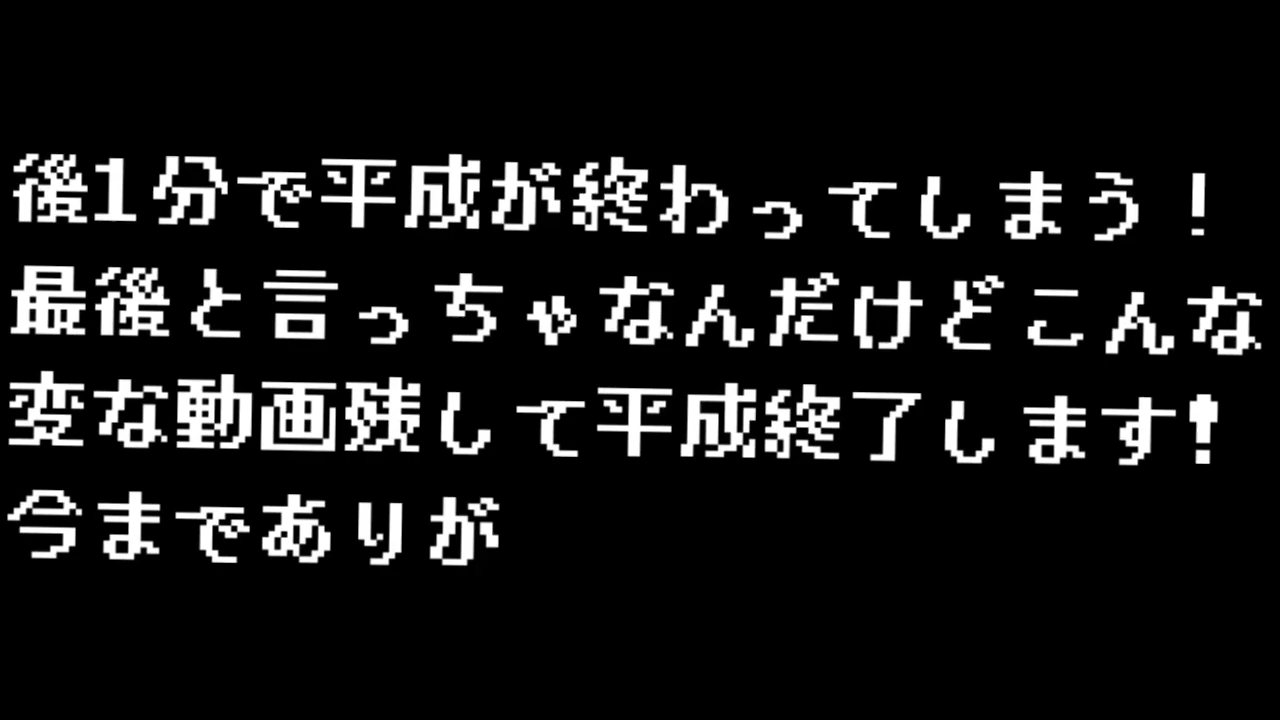 後1分で平成が終わってしまう！
最後と言っちゃなんだけどこんな
変な動画残して平成終了します!
今までありが